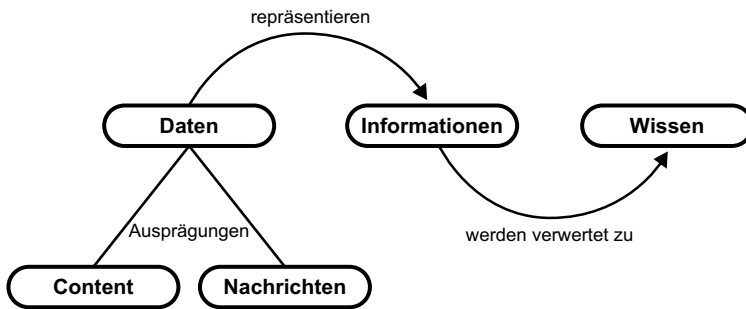 repräsentieren
Daten
Informationen
Wissen
Ausprägungen
werden verwertet zu
Content
Nachrichten